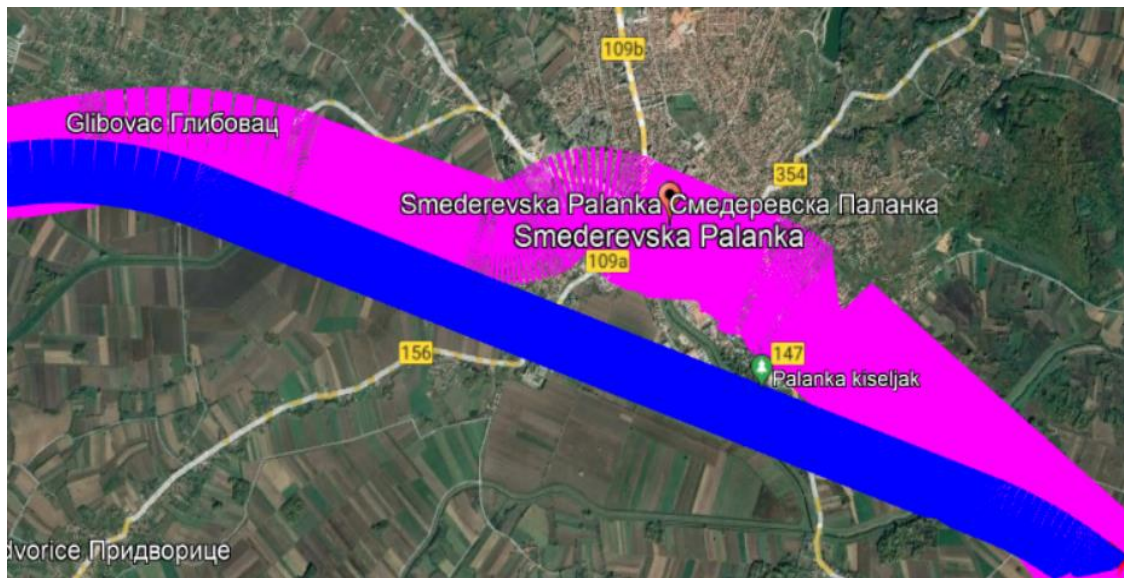 109b
Glibovac Глибовац
354
Smederevska Palanka Смедеревска Паланка
Smederevska Palanka
109a
156
147
Palanka kiseljak
dvorice Придворице